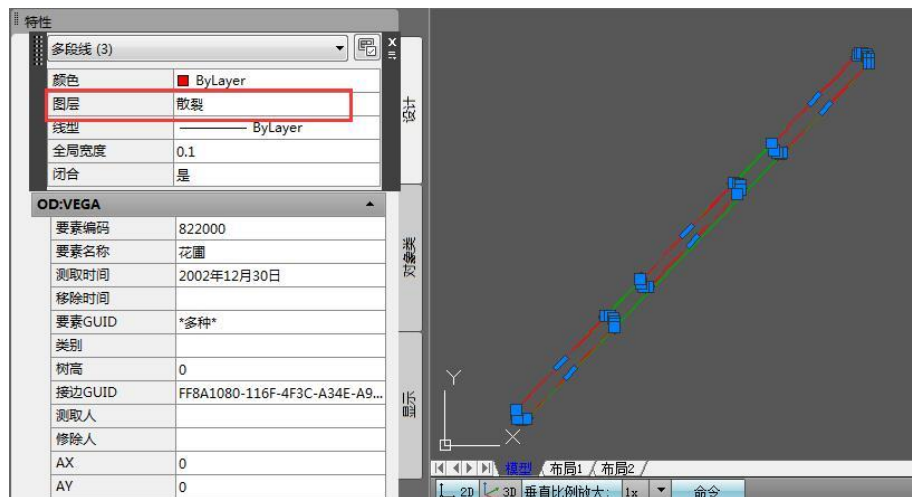 特性
多段线 (3)
颜色 ByLayer
图层 散裂
线型 ByLayer
全局宽度 0.1
闭合 是
OD:VEGA
要素编码 822000
要素名称 花圃
测取时间 2002年12月30日
移除时间
要素GUID *多种*
类别
树高 0
接边GUID FF8A1080-116F-4F3C-A34E-A9...
测取人
修除人
AX 0
AY 0
设计
对象类
显示
Y
X
模型 布局1 布局2
2D 3D 垂直比例放大: 1x 命令